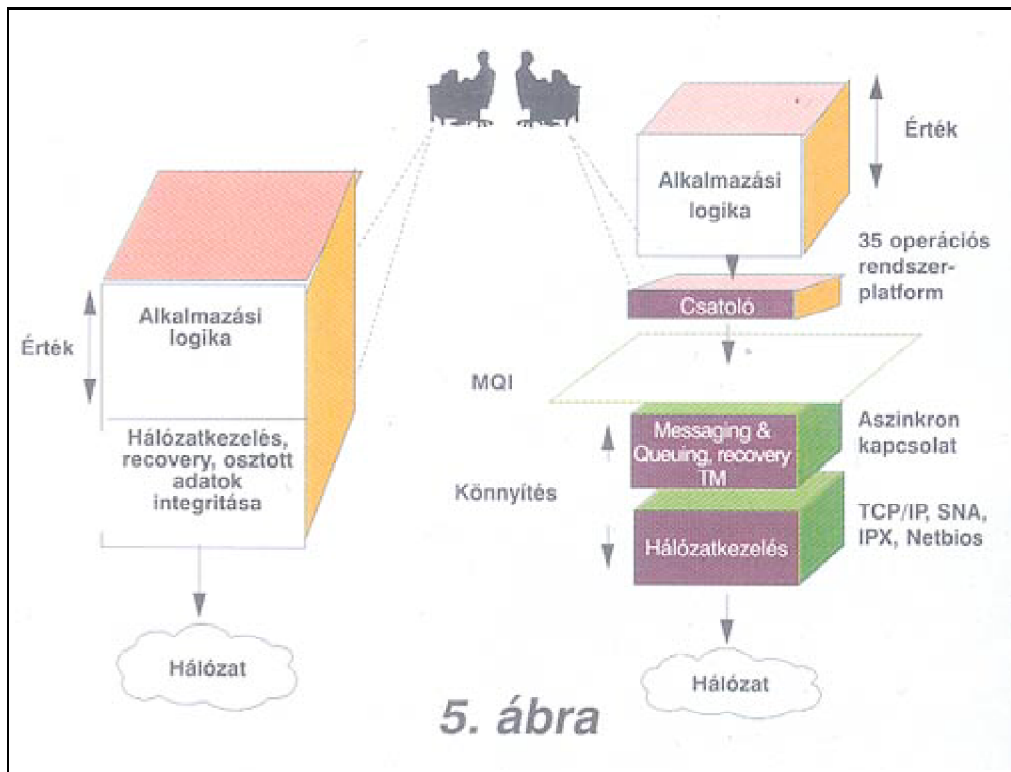 Érték
Alkalmazási
logika
Hálózatkezelés,
recovery, osztott
adatok
integritása
Hálózat
Alkalmazási
logika
Érték
35 operációs
rendszer-
platform
Csatoló
MQI
Messaging &
Queuing, recovery
TM
Aszinkron
kapcsolat
Könnyítés
Hálózatkezelés
TCP/IP, SNA,
IPX, Netbios
Hálózat
5. ábra